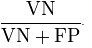 VN
VN + FP.